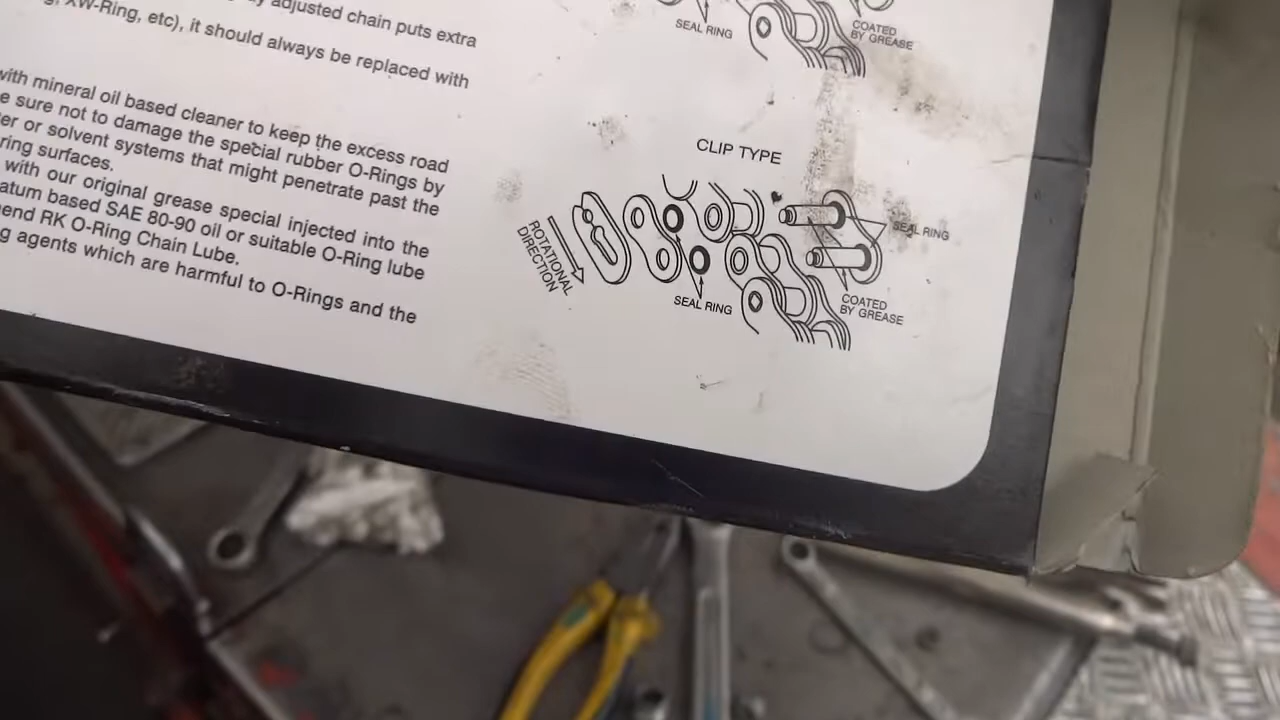 adjusted chain puts extra
XW-Ring, etc), it should always be replaced with
with mineral oil based cleaner to keep the excess road
sure not to damage the special rubber O-Rings by
or solvent systems that might penetrate past the
ring surfaces.
with our original grease special injected into the
based SAE 80-90 oil or suitable O-Ring lube
RK O-Ring Chain Lube.
agents which are harmful to O-Rings and the
SEAL RING
COATED
BY GREASE
CLIP TYPE
ROTATIONAL
DIRECTION
SEAL RING
SEAL RING
COATED
BY GREASE